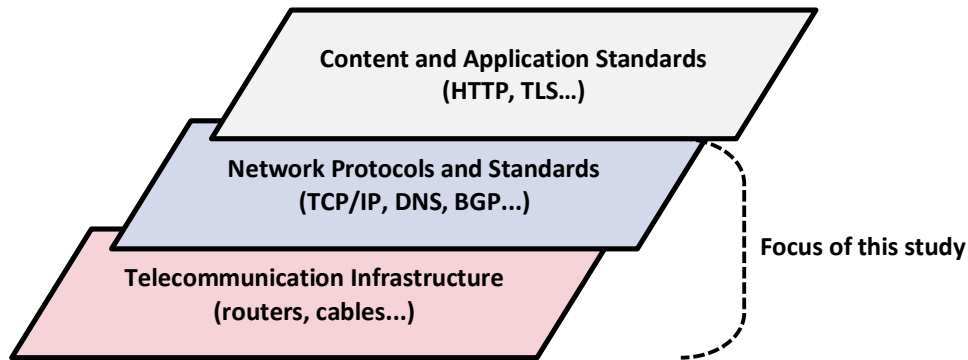 Content and Application Standards
(HTTP, TLS…)
Network Protocols and Standards
(TCP/IP, DNS, BGP...)
Focus of this study
Telecommunication Infrastructure
(routers, cables...)